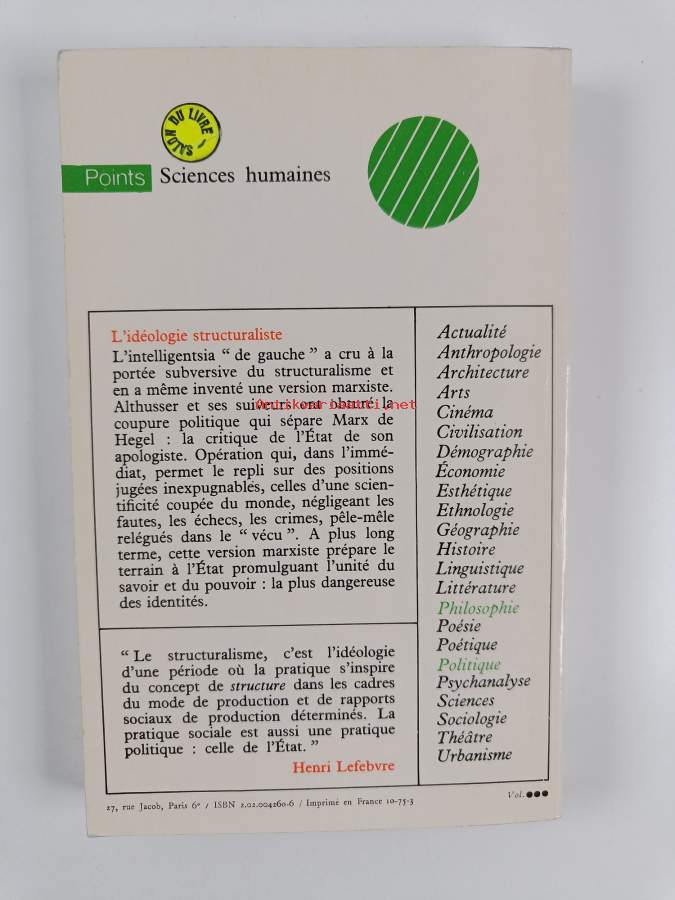 SALON DU LIVRE
Points Sciences humaines
L'idéologie structuraliste
L'intelligentsia “ de gauche ” a cru à la
portée subversive du structuralisme et
en a même inventé une version marxiste.
Althusser et ses suiveurs ont obturé la
antikvariaatti.net
coupure politique qui sépare Marx de
Hegel : la critique de l'État de son
apologiste. Opération qui, dans l'immé-
diat, permet le repli sur des positions
jugées inexpugnables, celles d'une scien-
tificité coupée du monde, négligeant les
fautes, les échecs, les crimes, pêle-mêle
relégués dans le “ vécu ”. A plus long
terme, cette version marxiste prépare le
terrain à l'État promulguant l'unité du
savoir et du pouvoir : la plus dangereuse
des identités.
“ Le structuralisme, c'est l'idéologie
d'une période où la pratique s'inspire
du concept de structure dans les cadres
du mode de production et de rapports
sociaux de production déterminés. La
pratique sociale est aussi une pratique
politique : celle de l'État. ”
Henri Lefebvre
Actualité
Anthropologie
Architecture
Arts
Cinéma
Civilisation
Démographie
Économie
Esthétique
Ethnologie
Géographie
Histoire
Linguistique
Littérature
Philosophie
Poésie
Poétique
Politique
Psychanalyse
Sciences
Sociologie
Théâtre
Urbanisme
27, rue Jacob, Paris 6e / ISBN 2.02.004260-6 / Imprimé en France 10-75-3
Vol. ●●●